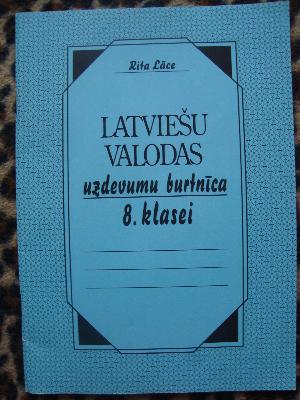 Rita Lāce
LATVIEŠU
VALODAS
uzdevumu burtnīca
8. klasei